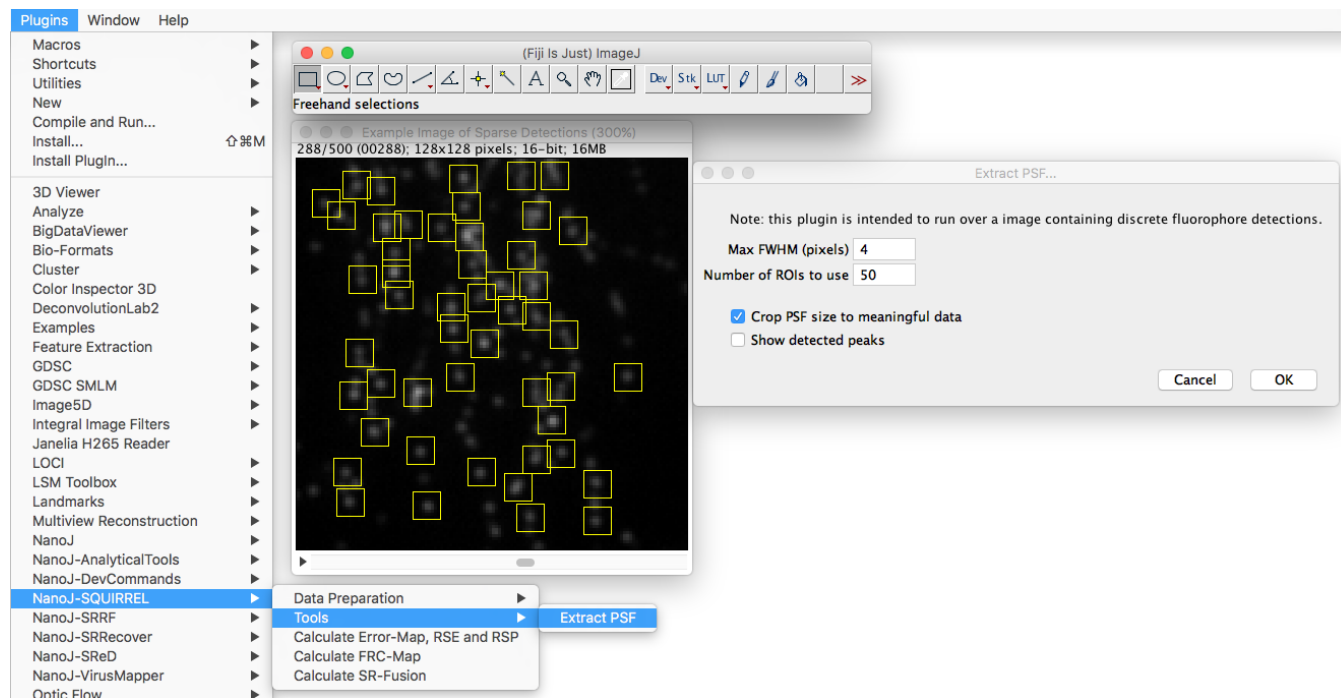 Plugins Window Help
Macros
Shortcuts
Utilities
New
Compile and Run...
Install... ⇧⌘M
Install PlugIn...
3D Viewer
Analyze
BigDataViewer
Bio-Formats
Cluster
Color Inspector 3D
DeconvolutionLab2
Examples
Feature Extraction
GDSC
GDSC SMLM
Image5D
Integral Image Filters
Janelia H265 Reader
LOCI
LSM Toolbox
Landmarks
Multiview Reconstruction
NanoJ
NanoJ-AnalyticalTools
NanoJ-DevCommands
NanoJ-SQUIRREL
NanoJ-SRRF
NanoJ-SRRecover
NanoJ-SReD
NanoJ-VirusMapper
Optic Flow
(Fiji Is Just) ImageJ
A Dev Stk LUT
Freehand selections
Example Image of Sparse Detections (300%)
288/500 (00288); 128x128 pixels; 16-bit; 16MB
Data Preparation
Tools
Calculate Error-Map, RSE and RSP
Calculate FRC-Map
Calculate SR-Fusion
Extract PSF
Extract PSF...
Note: this plugin is intended to run over a image containing discrete fluorophore detections.
Max FWHM (pixels) 4
Number of ROIs to use 50
Crop PSF size to meaningful data
Show detected peaks
Cancel OK